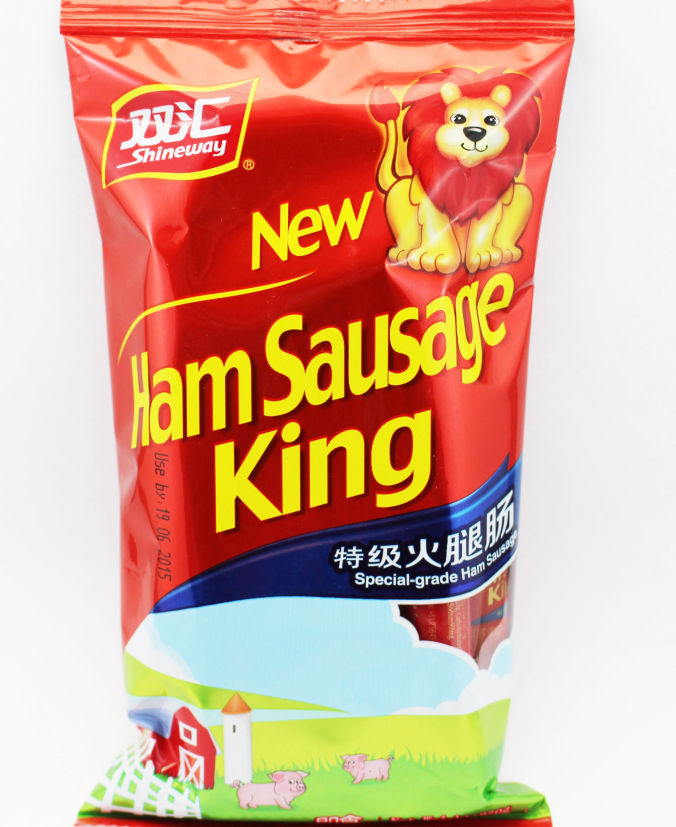 双汇
Shineway
®
New
Ham Sausage
King
Use by: 19 06 2015
特级火腿肠
Special-grade Ham Sausage